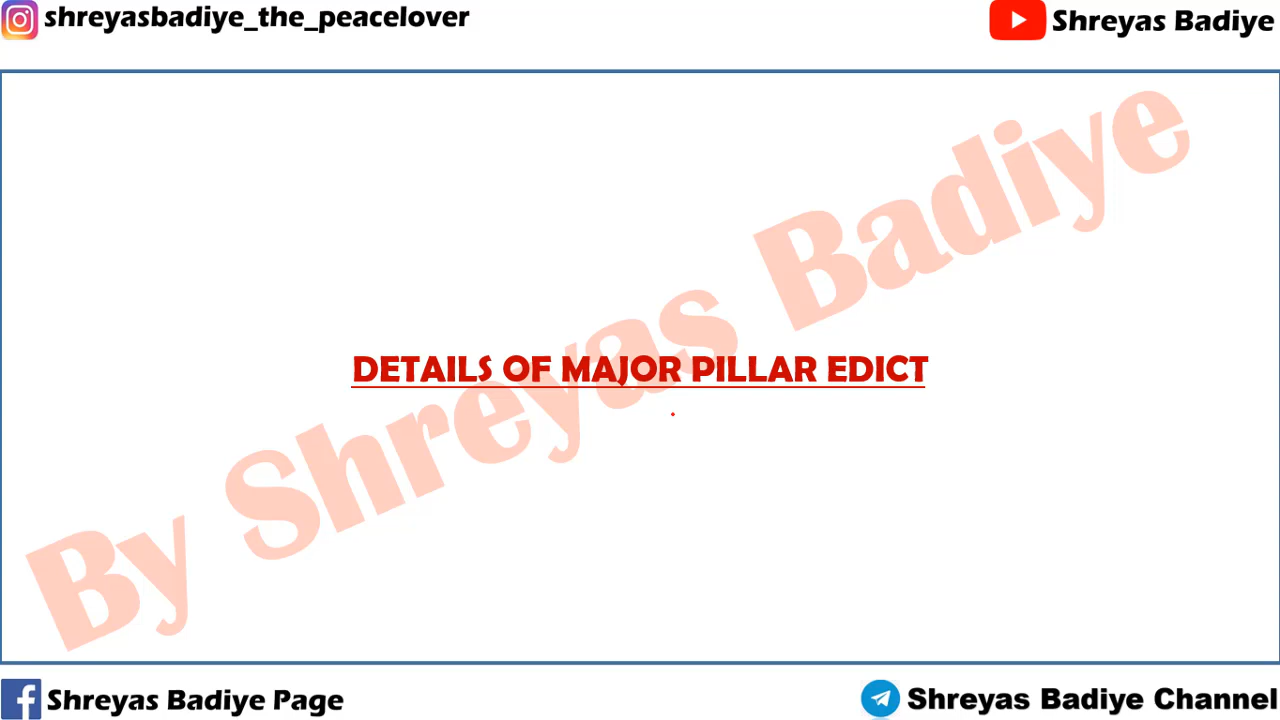 shreyasbadiye_the_peacelover
Shreyas Badiye
DETAILS OF MAJOR PILLAR EDICT
By Shreyas Badiye
Shreyas Badiye Page
Shreyas Badiye Channel